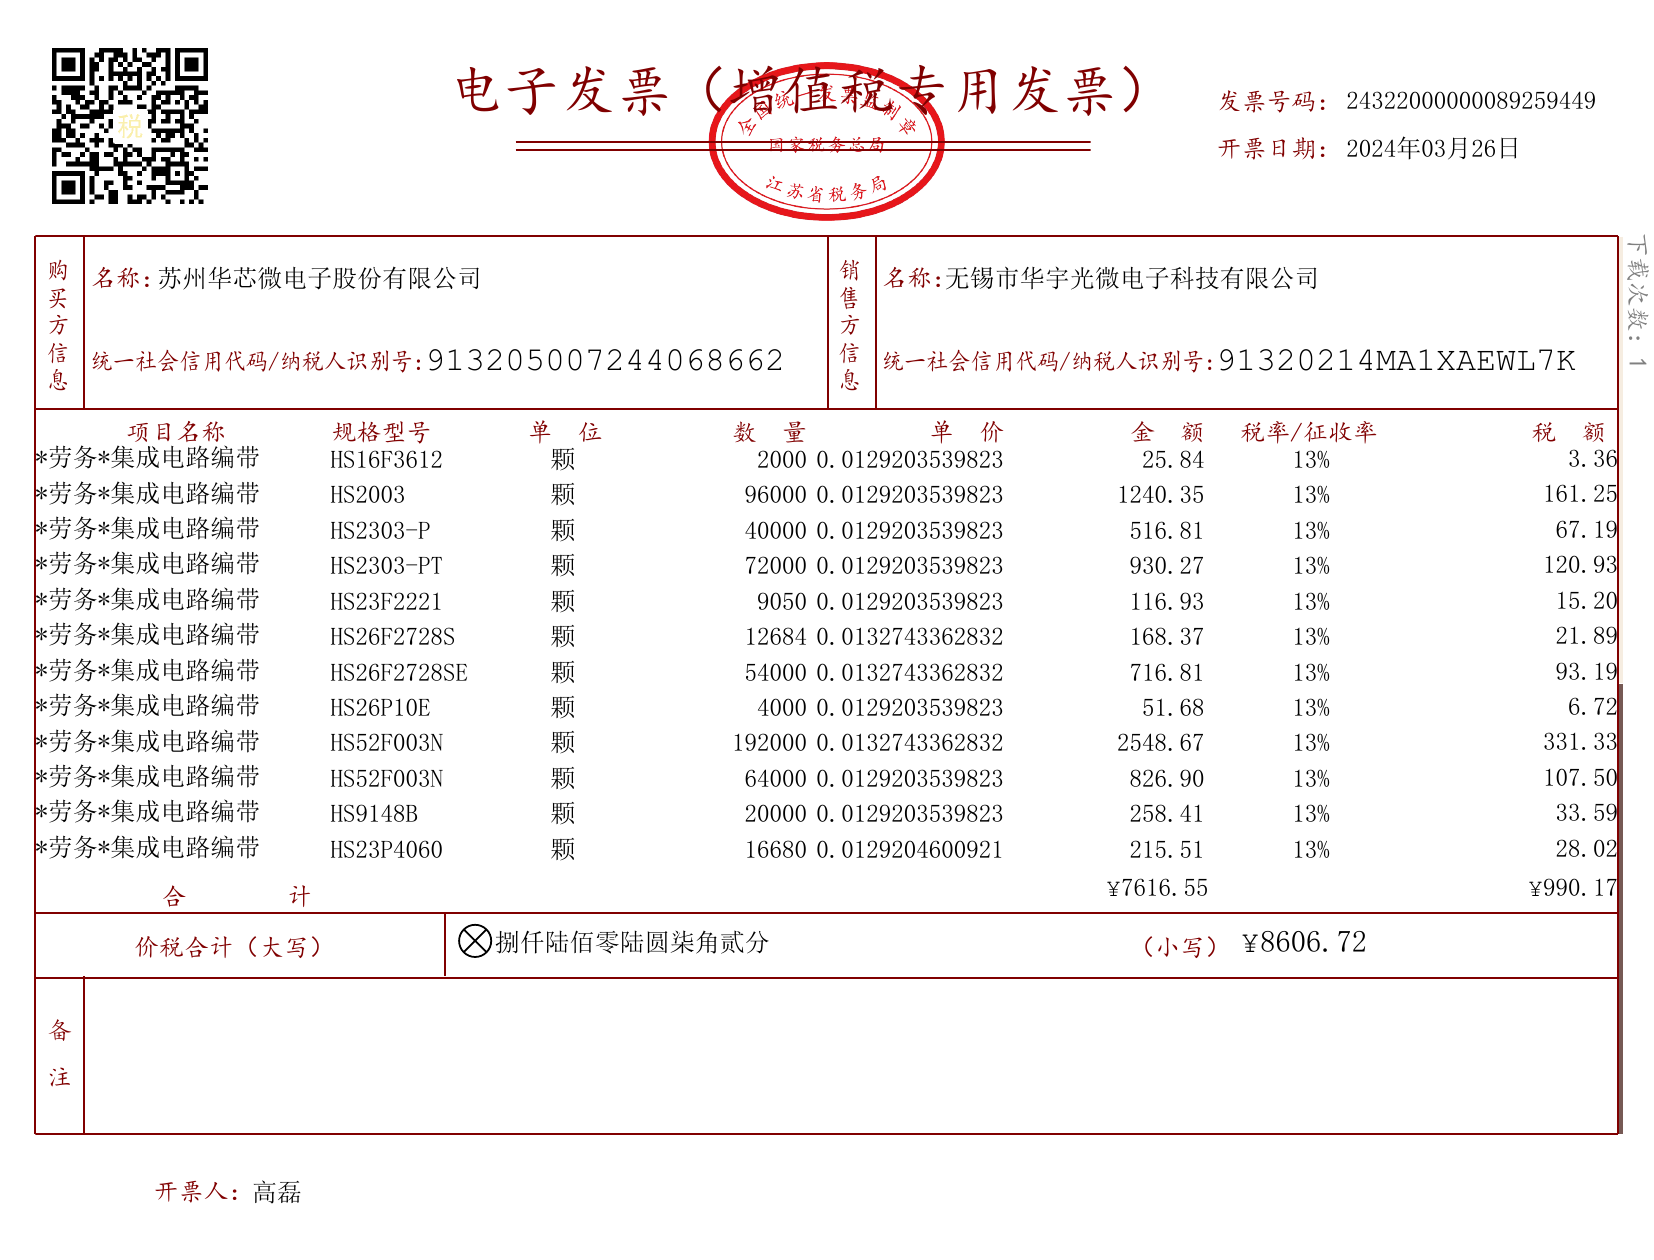 电子发票（增值税专用发票）
发票号码：24322000000089259449
开票日期：2024年03月26日
税
全国统一发票监制章
国家税务总局
江苏省税务局
购买方信息
名称：苏州华芯微电子股份有限公司
统一社会信用代码/纳税人识别号：913205007244068662
销售方信息
名称：无锡市华宇光微电子科技有限公司
统一社会信用代码/纳税人识别号：91320214MA1XAEWL7K
下载次数：1
项目名称 规格型号 单 位 数 量 单 价 金 额 税率/征收率 税 额
*劳务*集成电路编带 HS16F3612 颗 2000 0.0129203539823 25.84 13% 3.36
*劳务*集成电路编带 HS2003 颗 96000 0.0129203539823 1240.35 13% 161.25
*劳务*集成电路编带 HS2303-P 颗 40000 0.0129203539823 516.81 13% 67.19
*劳务*集成电路编带 HS2303-PT 颗 72000 0.0129203539823 930.27 13% 120.93
*劳务*集成电路编带 HS23F2221 颗 9050 0.0129203539823 116.93 13% 15.20
*劳务*集成电路编带 HS26F2728S 颗 12684 0.0132743362832 168.37 13% 21.89
*劳务*集成电路编带 HS26F2728SE 颗 54000 0.0132743362832 716.81 13% 93.19
*劳务*集成电路编带 HS26P10E 颗 4000 0.0129203539823 51.68 13% 6.72
*劳务*集成电路编带 HS52F003N 颗 192000 0.0132743362832 2548.67 13% 331.33
*劳务*集成电路编带 HS52F003N 颗 64000 0.0129203539823 826.90 13% 107.50
*劳务*集成电路编带 HS9148B 颗 20000 0.0129203539823 258.41 13% 33.59
*劳务*集成电路编带 HS23P4060 颗 16680 0.0129204600921 215.51 13% 28.02
合 计 ¥7616.55 ¥990.17
价税合计（大写） 捌仟陆佰零陆圆柒角贰分 （小写） ¥8606.72
备注
开票人：高磊